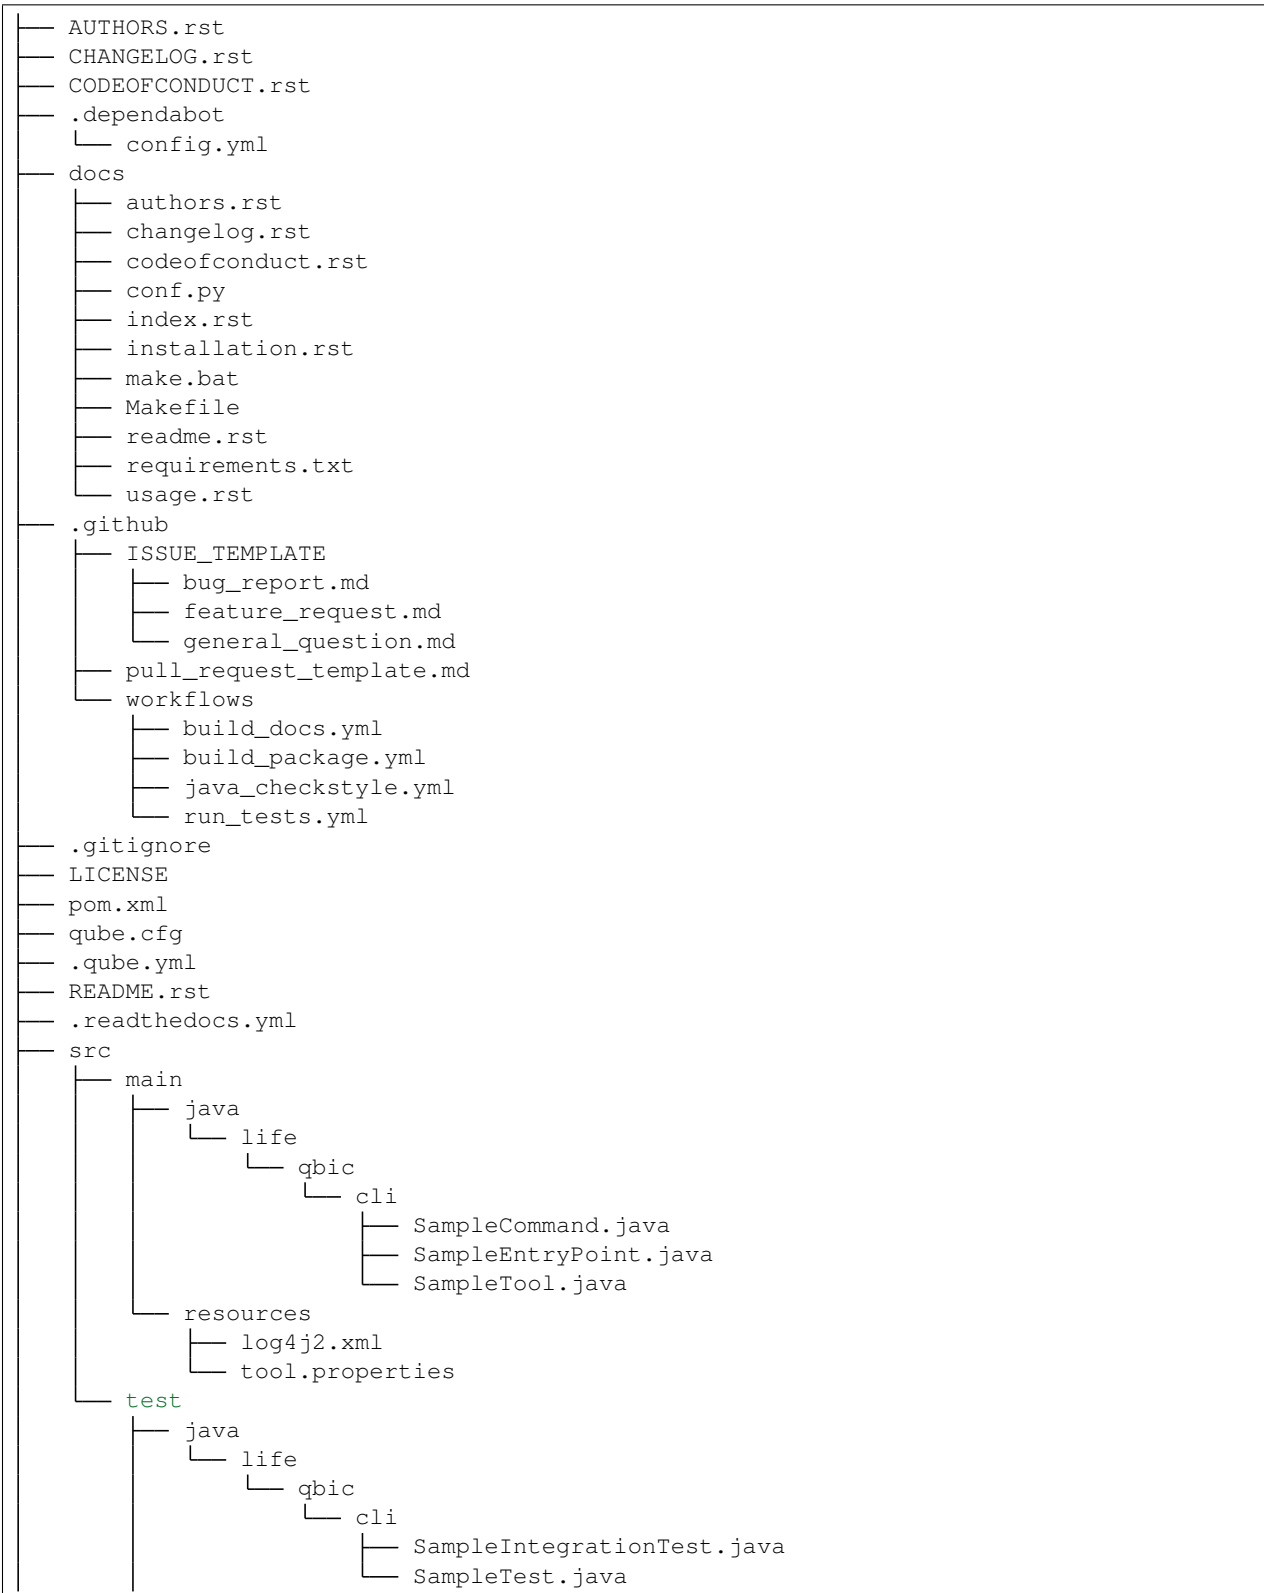 ├── AUTHORS.rst
├── CHANGELOG.rst
├── CODEOFCONDUCT.rst
├── .dependabot
│   └── config.yml
├── docs
│   ├── authors.rst
│   ├── changelog.rst
│   ├── codeofconduct.rst
│   ├── conf.py
│   ├── index.rst
│   ├── installation.rst
│   ├── make.bat
│   ├── Makefile
│   ├── readme.rst
│   ├── requirements.txt
│   └── usage.rst
├── .github
│   ├── ISSUE_TEMPLATE
│   │   ├── bug_report.md
│   │   ├── feature_request.md
│   │   └── general_question.md
│   ├── pull_request_template.md
│   └── workflows
│       ├── build_docs.yml
│       ├── build_package.yml
│       ├── java_checkstyle.yml
│       └── run_tests.yml
├── .gitignore
├── LICENSE
├── pom.xml
├── qube.cfg
├── .qube.yml
├── README.rst
├── .readthedocs.yml
├── src
│   ├── main
│   │   ├── java
│   │   │   └── life
│   │   │       └── qbic
│   │   │           └── cli
│   │   │               ├── SampleCommand.java
│   │   │               ├── SampleEntryPoint.java
│   │   │               └── SampleTool.java
│   │   └── resources
│   │       ├── log4j2.xml
│   │       └── tool.properties
│   └── test
│       ├── java
│       │   └── life
│       │       └── qbic
│       │           └── cli
│       │               ├── SampleIntegrationTest.java
│       │               └── SampleTest.java